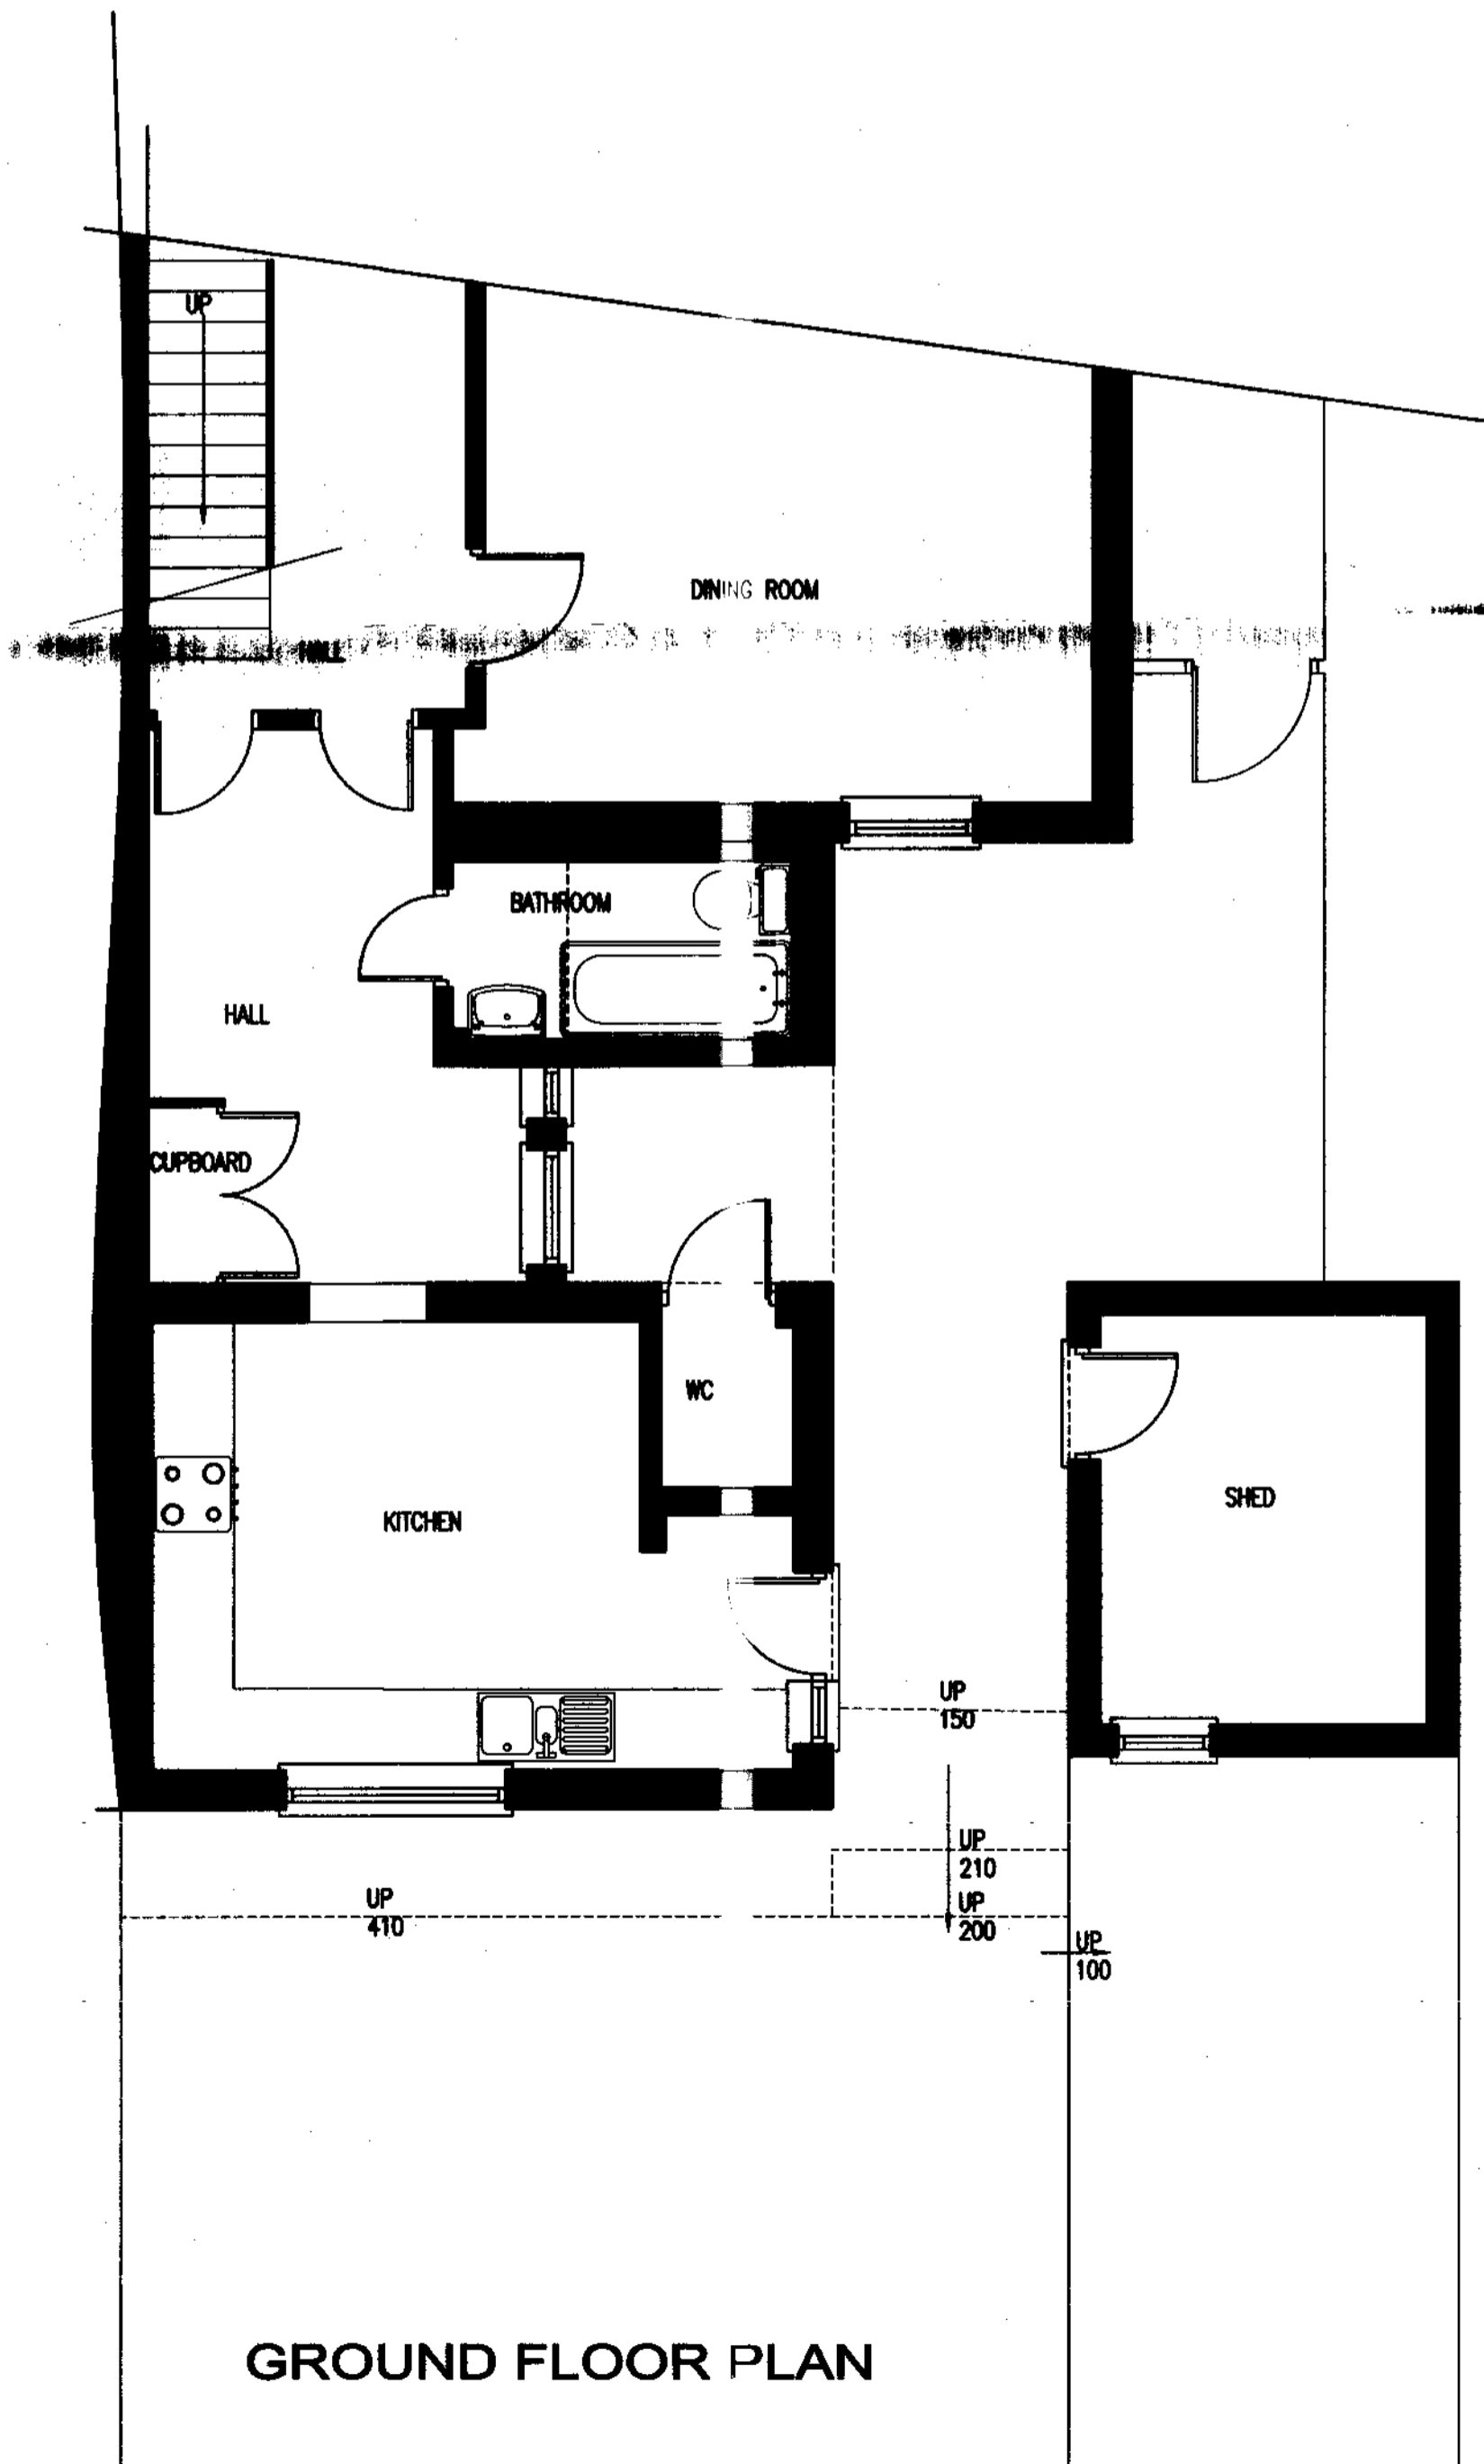 UP
DINING ROOM
HALL
BATHROOM
HALL
CUPBOARD
WC
SHED
KITCHEN
UP
150
UP
210
UP
410
UP
200
UP
100
GROUND FLOOR PLAN